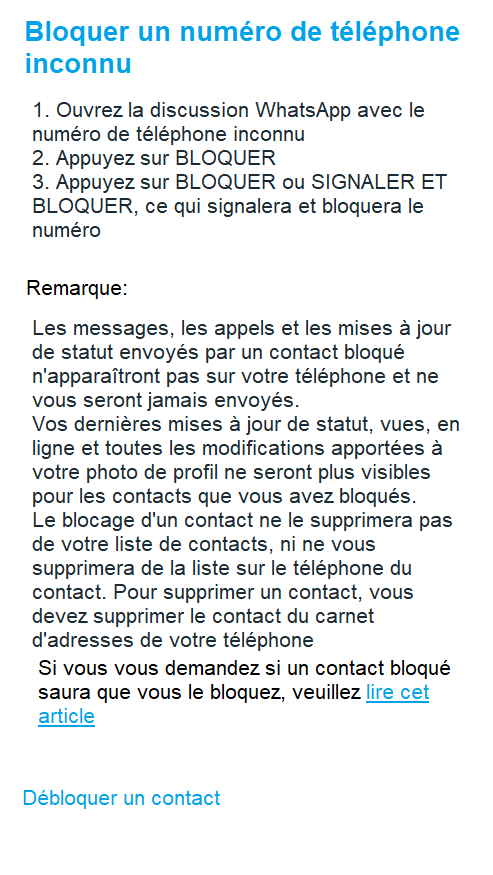 Bloquer un numéro de téléphone
inconnu
1. Ouvrez la discussion WhatsApp avec le
numéro de téléphone inconnu
2. Appuyez sur BLOQUER
3. Appuyez sur BLOQUER ou SIGNALER ET
BLOQUER, ce qui signalera et bloquera le
numéro
Remarque:
Les messages, les appels et les mises à jour
de statut envoyés par un contact bloqué
n'apparaîtront pas sur votre téléphone et ne
vous seront jamais envoyés.
Vos dernières mises à jour de statut, vues, en
ligne et toutes les modifications apportées à
votre photo de profil ne seront plus visibles
pour les contacts que vous avez bloqués.
Le blocage d'un contact ne le supprimera pas
de votre liste de contacts, ni ne vous
supprimera de la liste sur le téléphone du
contact. Pour supprimer un contact, vous
devez supprimer le contact du carnet
d'adresses de votre téléphone
Si vous vous demandez si un contact bloqué
saura que vous le bloquez, veuillez lire cet
article
Débloquer un contact